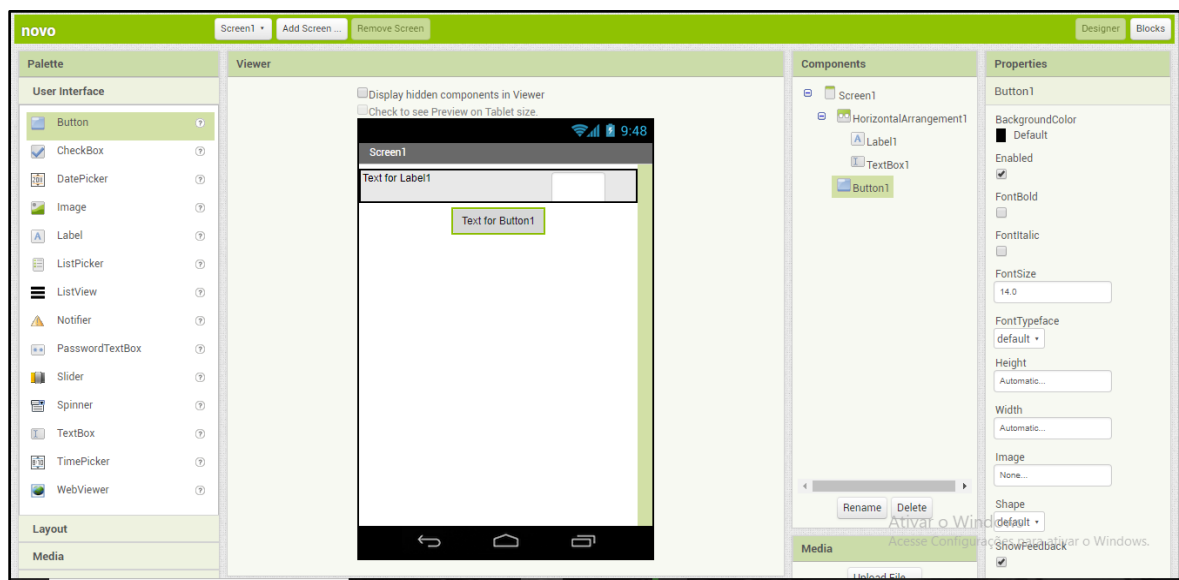 novo
Screen1
Add Screen ...
Remove Screen
Designer
Blocks
Palette
User Interface
Button
CheckBox
DatePicker
Image
Label
ListPicker
ListView
Notifier
PasswordTextBox
Slider
Spinner
TextBox
TimePicker
WebViewer
Layout
Media
Viewer
Display hidden components in Viewer
Check to see Preview on Tablet size.
9:48
Screen1
Text for Label1
Text for Button1
Components
Screen1
HorizontalArrangement1
Label1
TextBox1
Button1
Rename
Delete
Media
Upload File ...
Properties
Button1
BackgroundColor
Default
Enabled
FontBold
FontItalic
FontSize
14.0
FontTypeface
default
Height
Automatic...
Width
Automatic...
Image
None...
Shape
default
ShowFeedback
Ativar o Windows
Acesse Configurações para ativar o Windows.